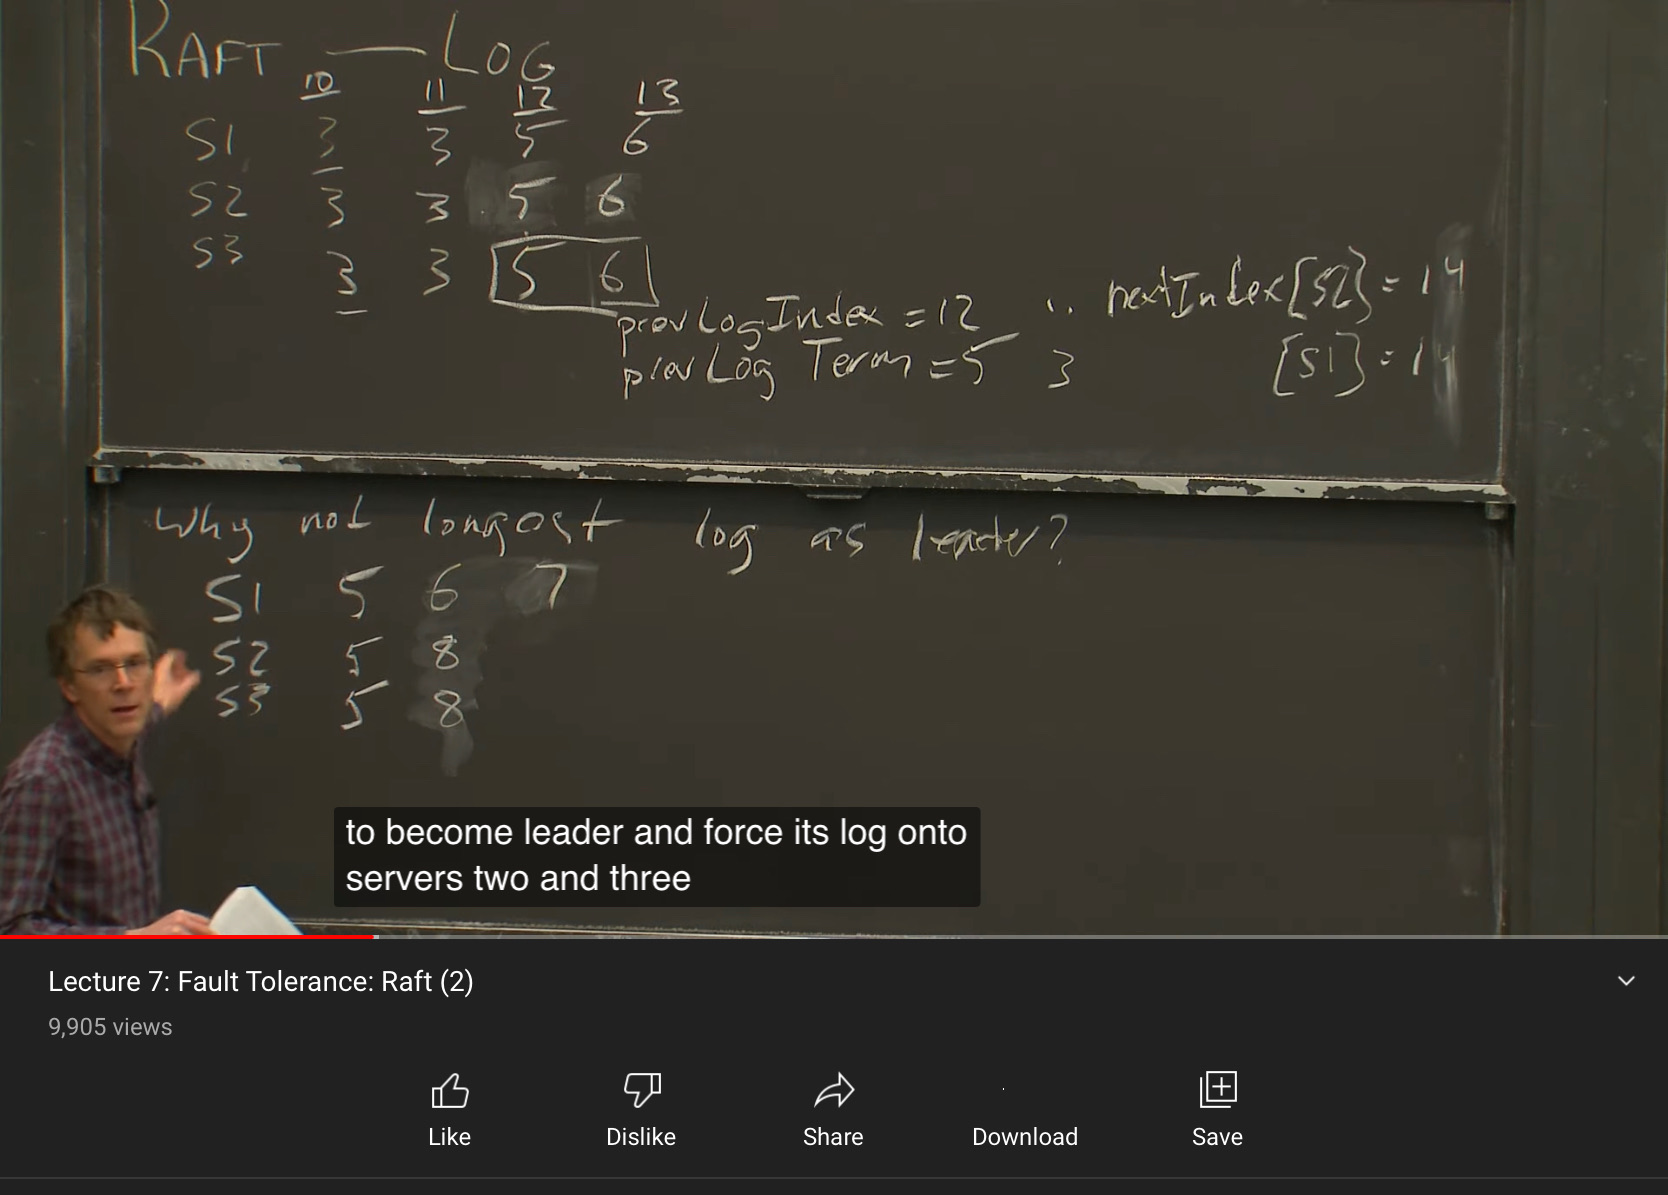 RAFT — LOG
10 11 12 13
S1 3 3 5 6
S2 3 3 5 6
S3 3 3 5 6
prevLogIndex = 12 nextIndex[S2] = 14
prevLog Term = 5 3 [S1] = 14
Why not longest log as leader?
S1 5 6 7
S2 5 8
S3 5 8
to become leader and force its log onto
servers two and three
Lecture 7: Fault Tolerance: Raft (2)
9,905 views
Like Dislike Share Download Save